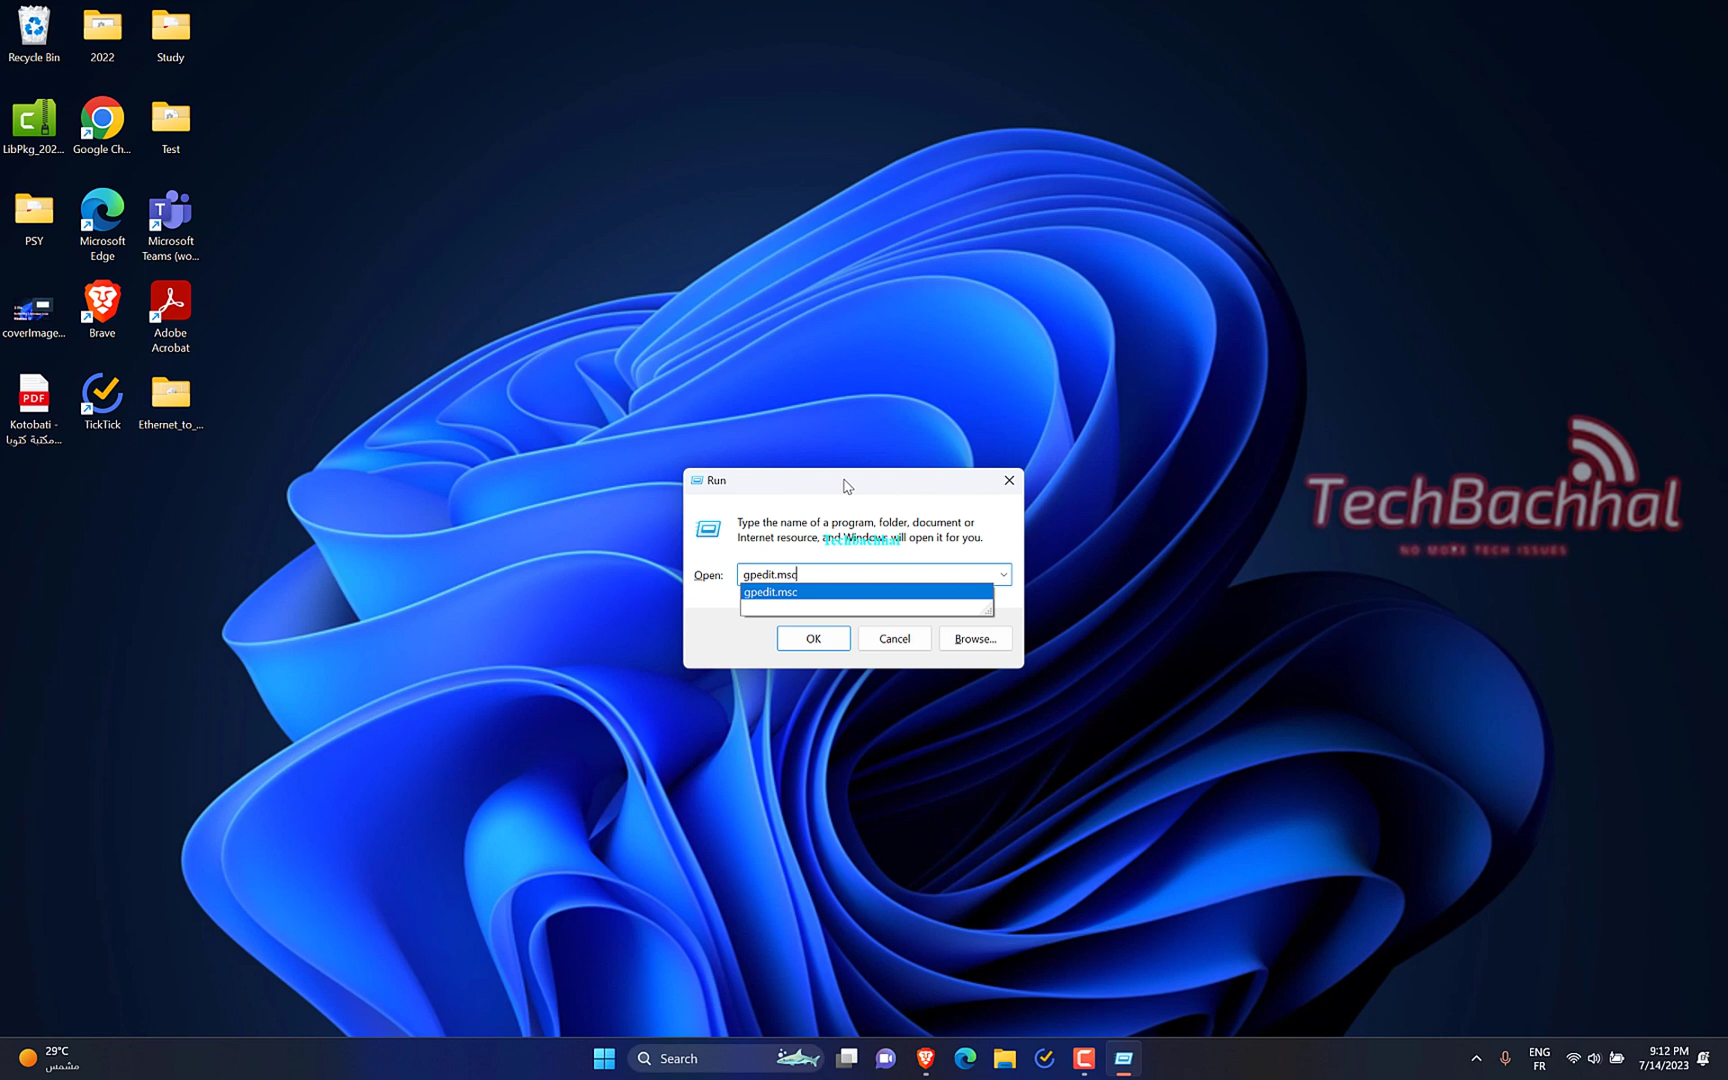 Recycle Bin
2022
Study
LibPkg_202...
Google Ch...
Test
PSY
Microsoft
Edge
Microsoft
Teams (wo...
coverImage...
Brave
Adobe
Acrobat
PDF
Kotobati -
مكتبة كتوبا...
TickTick
Ethernet_to_...
TechBachhal
NO MORE TECH ISSUES
Run
Type the name of a program, folder, document or
Internet resource, and Windows will open it for you.
Techbachhal
Open:
gpedit.msc
gpedit.msc
OK
Cancel
Browse...
29°C
مشمس
Search
ENG
FR
9:12 PM
7/14/2023